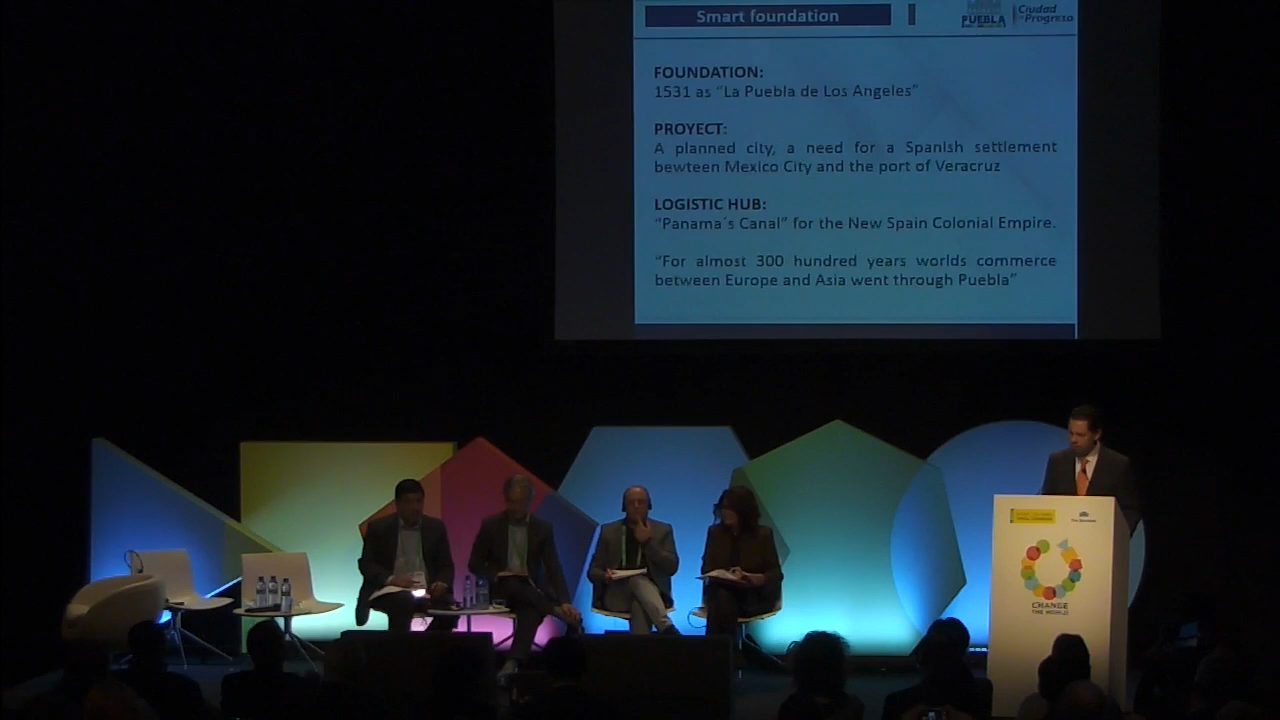 Smart foundation
PUEBLA
Ciudad
de Progreso
FOUNDATION:
1531 as “La Puebla de Los Angeles”
PROYECT:
A planned city, a need for a Spanish settlement
bewteen Mexico City and the port of Veracruz
LOGISTIC HUB:
“Panama´s Canal” for the New Spain Colonial Empire.
“For almost 300 hundred years worlds commerce
between Europe and Asia went through Puebla”
CHANGE
THE WORLD